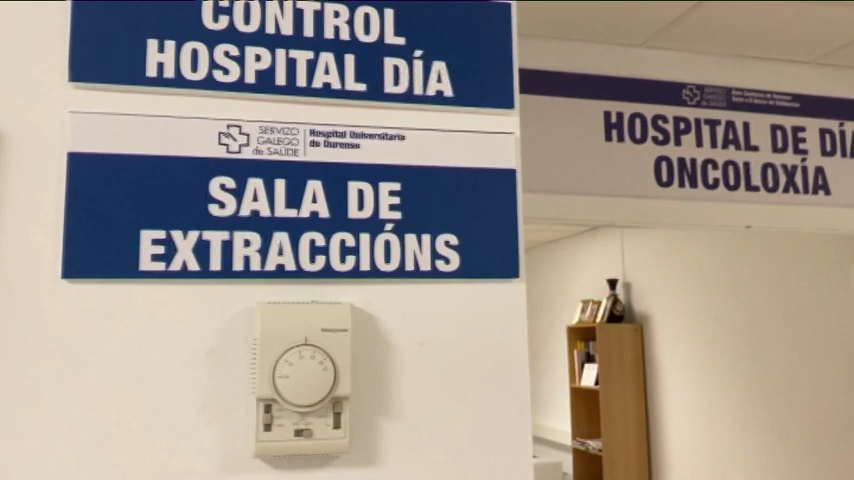 CONTROL
HOSPITAL DÍA
SERVIZO
GALEGO
de SAÚDE
Hospital Universitario
de Ourense
SALA DE
EXTRACCIÓNS
Honeywell
SERVIZO
GALEGO
de SAÚDE
HOSPITAL DE DÍA
ONCOLOXÍA